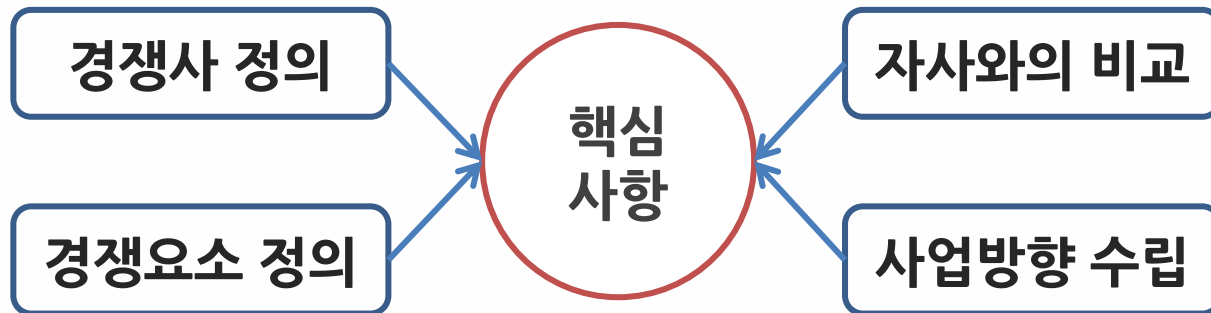 경쟁사 정의
자사와의 비교
핵심
사항
경쟁요소 정의
사업방향 수립